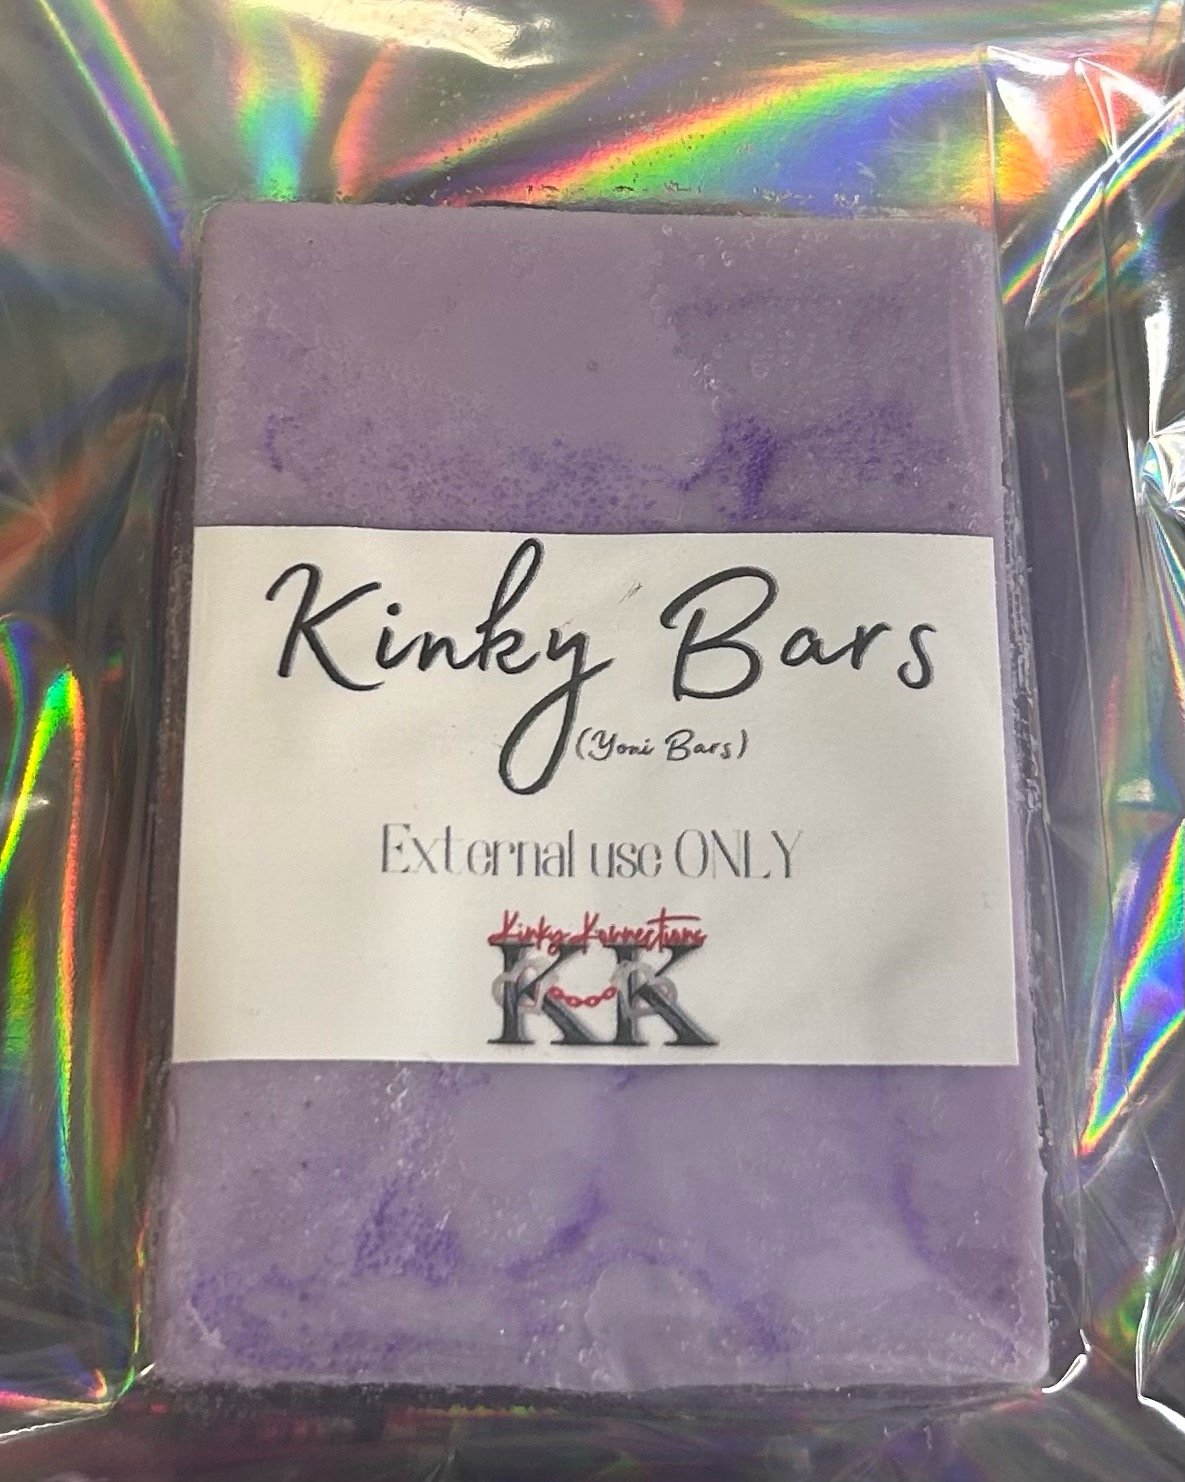 Kinky Bars
(Yoni Bars)
External use ONLY
Kinky Konnections
KK